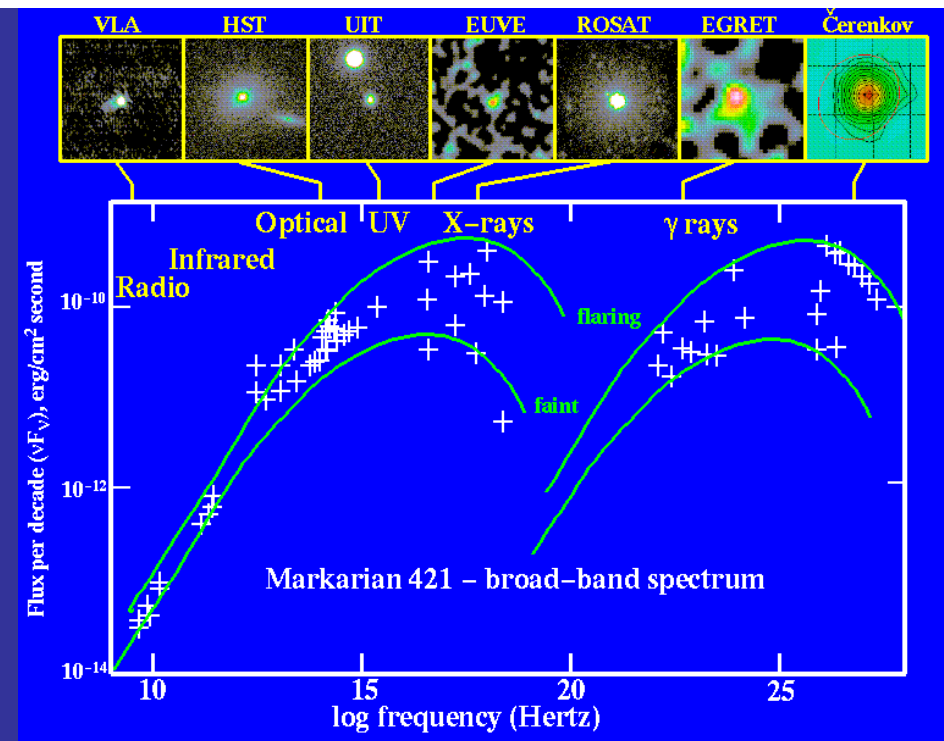 VLA HST UIT EUVE ROSAT EGRET Čerenkov
Optical UV X–rays γ rays
Infrared
Radio
10⁻¹⁰
flaring
faint
10⁻¹²
Markarian 421 – broad–band spectrum
10⁻¹⁴
10 15 20 25
log frequency (Hertz)
Flux per decade (νFᵥ), erg/cm² second